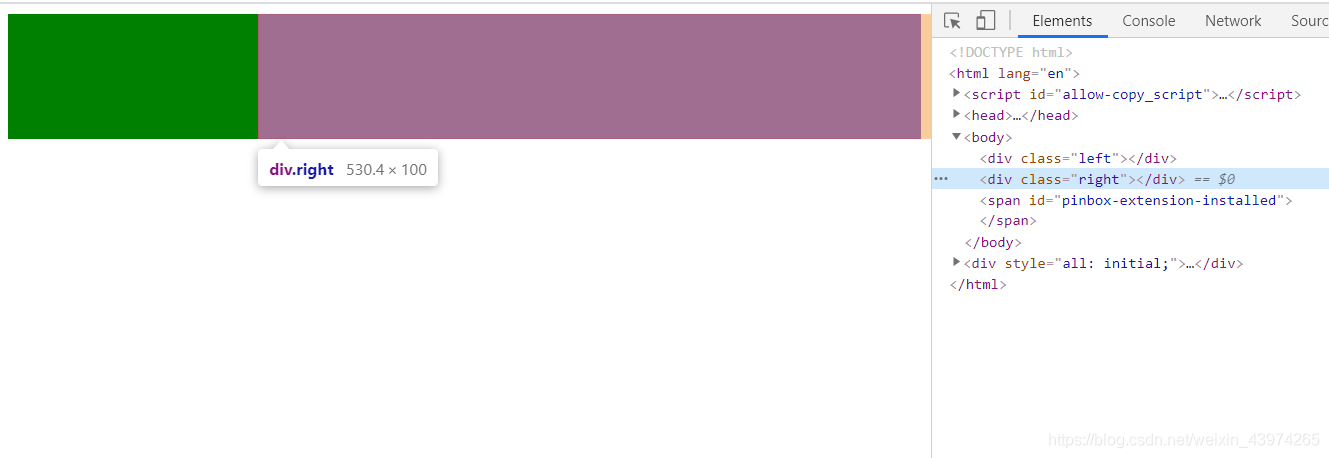 Elements Console Network Sourc
<!DOCTYPE html>
<html lang="en">
<script id="allow-copy_script">…</script>
<head>…</head>
<body>
<div class="left"></div>
<div class="right"></div> == $0
<span id="pinbox-extension-installed">
</span>
</body>
<div style="all: initial;">…</div>
</html>
div.right 530.4 × 100
https://blog.csdn.net/weixin_43974265